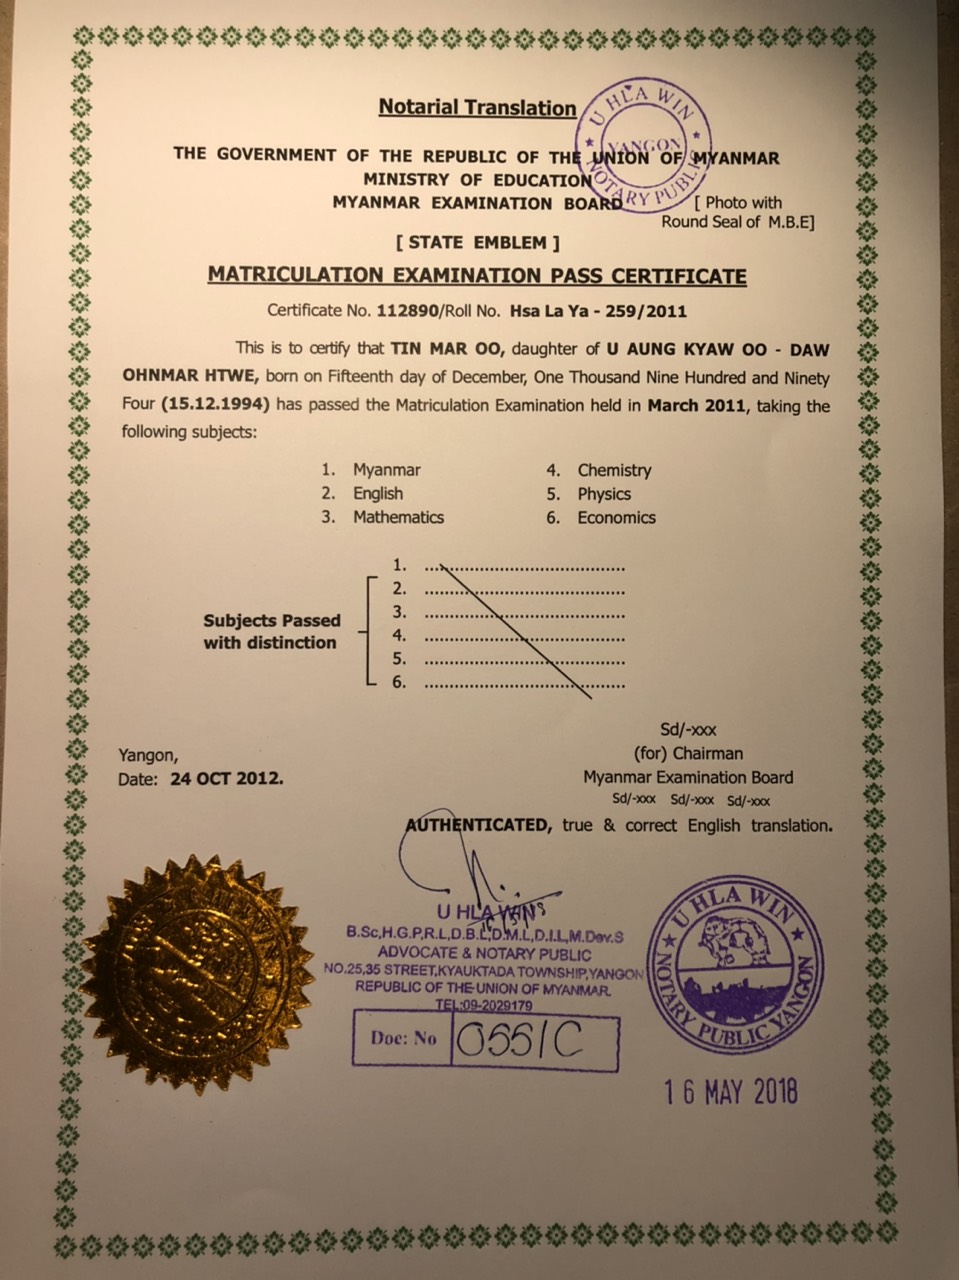 Notarial Translation
U HLA WIN
YANGON
NOTARY PUBLIC
THE GOVERNMENT OF THE REPUBLIC OF THE UNION OF MYANMAR
MINISTRY OF EDUCATION
MYANMAR EXAMINATION BOARD
[ Photo with
Round Seal of M.B.E]
[ STATE EMBLEM ]
MATRICULATION EXAMINATION PASS CERTIFICATE
Certificate No. 112890/Roll No. Hsa La Ya - 259/2011
This is to certify that TIN MAR OO, daughter of U AUNG KYAW OO - DAW
OHNMAR HTWE, born on Fifteenth day of December, One Thousand Nine Hundred and Ninety
Four (15.12.1994) has passed the Matriculation Examination held in March 2011, taking the
following subjects:
1. Myanmar 4. Chemistry
2. English 5. Physics
3. Mathematics 6. Economics
Subjects Passed
with distinction
1. ....................................................
2. ....................................................
3. ....................................................
4. ....................................................
5. ....................................................
6. ....................................................
Yangon,
Date: 24 OCT 2012.
Sd/-xxx
(for) Chairman
Myanmar Examination Board
Sd/-xxx Sd/-xxx Sd/-xxx
AUTHENTICATED, true & correct English translation.
U HLA WIN
B.Sc,H.G.P,R.L,D.B.L,D.M.L,D.I.L,M.Dev.S
ADVOCATE & NOTARY PUBLIC
NO.25,35 STREET,KYAUKTADA TOWNSHIP,YANGON
REPUBLIC OF THE UNION OF MYANMAR.
TEL:09-2029179
Doc: No 0551C
U HLA WIN
NOTARY PUBLIC YANGON
16 MAY 2018